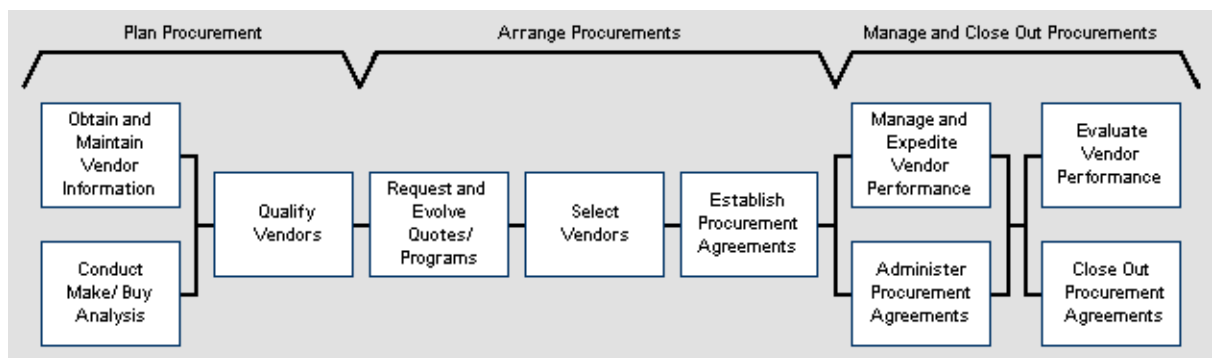 Plan Procurement
Arrange Procurements
Manage and Close Out Procurements
Obtain and
Maintain
Vendor
Information
Conduct
Make/ Buy
Analysis
Qualify
Vendors
Request and
Evolve
Quotes/
Programs
Select
Vendors
Establish
Procurement
Agreements
Manage and
Expedite
Vendor
Performance
Administer
Procurement
Agreements
Evaluate
Vendor
Performance
Close Out
Procurement
Agreements